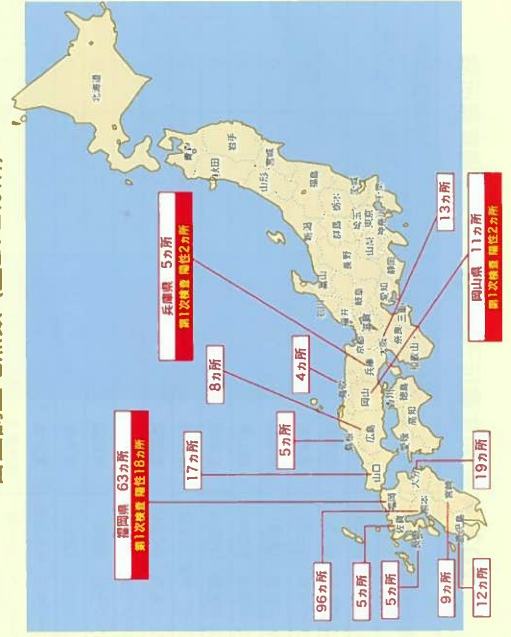 北海道
青森
秋田
岩手
山形
宮城
福島
新潟
群馬
栃木
茨城
埼玉
東京
千葉
神奈川
山梨
長野
静岡
富山
石川
岐阜
愛知
福井
滋賀
三重
京都
奈良
大阪
和歌山
兵庫
鳥取
岡山
香川
徳島
島根
広島
高知
愛媛
山口
福岡
大分
佐賀
熊本
宮崎
長崎
鹿児島
兵庫県 5カ所
第1次検査 陽性2カ所
13カ所
岡山県 11カ所
第1次検査 陽性2カ所
4カ所
8カ所
5カ所
17カ所
福岡県 63カ所
第1次検査 陽性18カ所
19カ所
96カ所
5カ所
5カ所
9カ所
12カ所